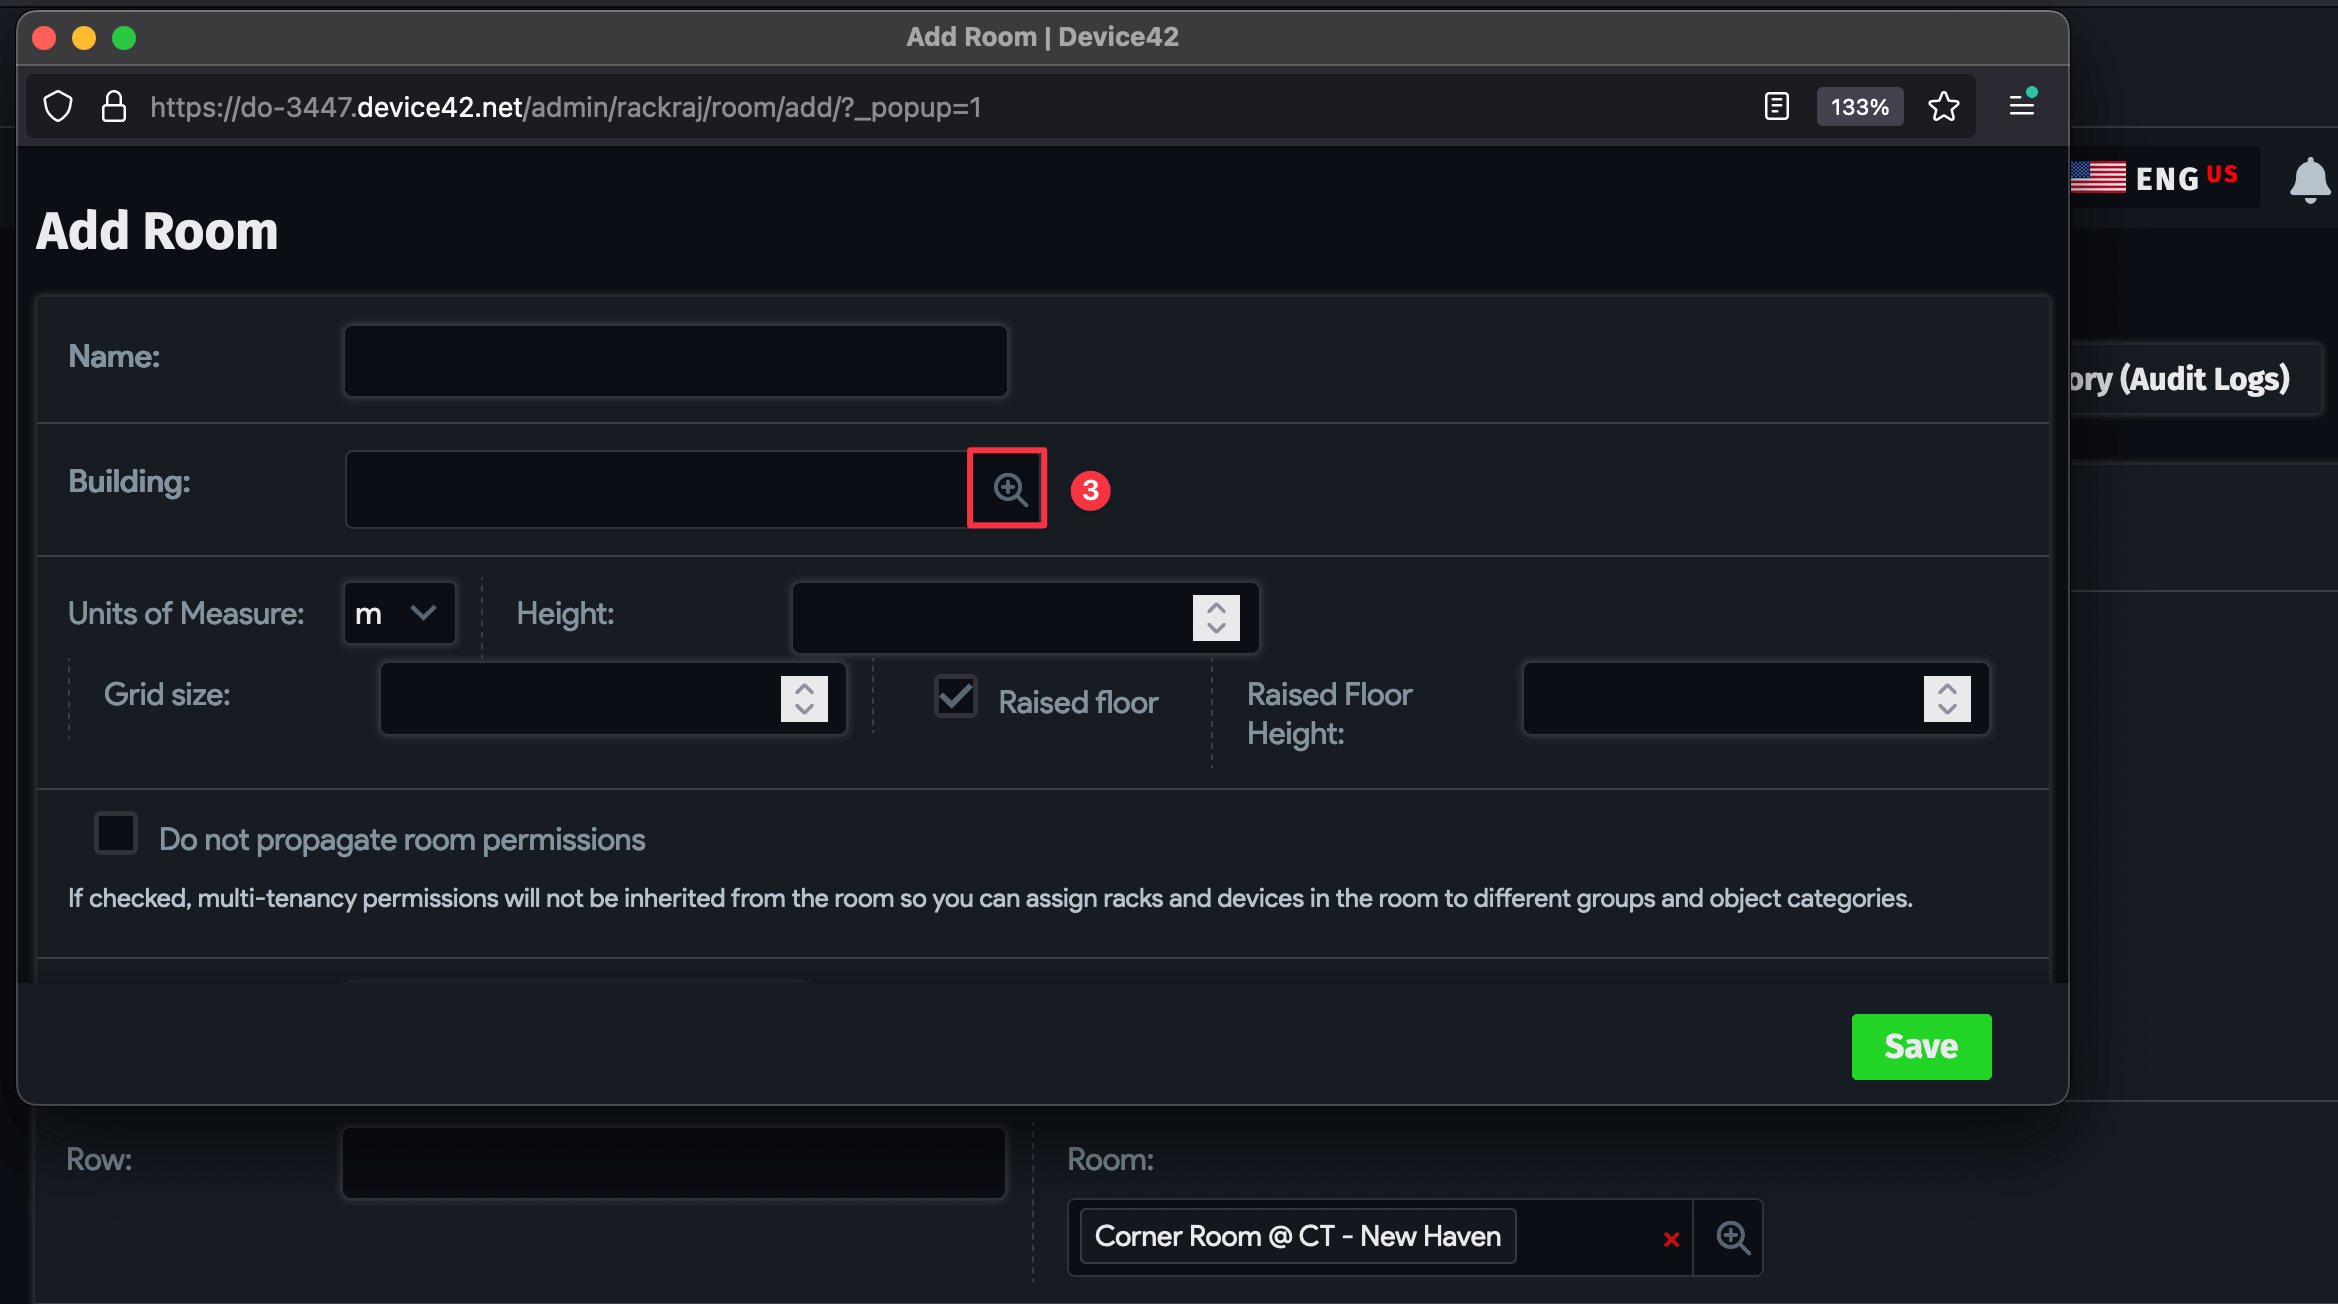 Add Room | Device42
https://do-3447.device42.net/admin/rackraj/room/add/?_popup=1
133%
ENG US
Add Room
Name:
ory (Audit Logs)
Building:
3
Units of Measure:
m
Height:
Grid size:
Raised floor
Raised Floor
Height:
Do not propagate room permissions
If checked, multi-tenancy permissions will not be inherited from the room so you can assign racks and devices in the room to different groups and object categories.
Save
Row:
Room:
Corner Room @ CT - New Haven